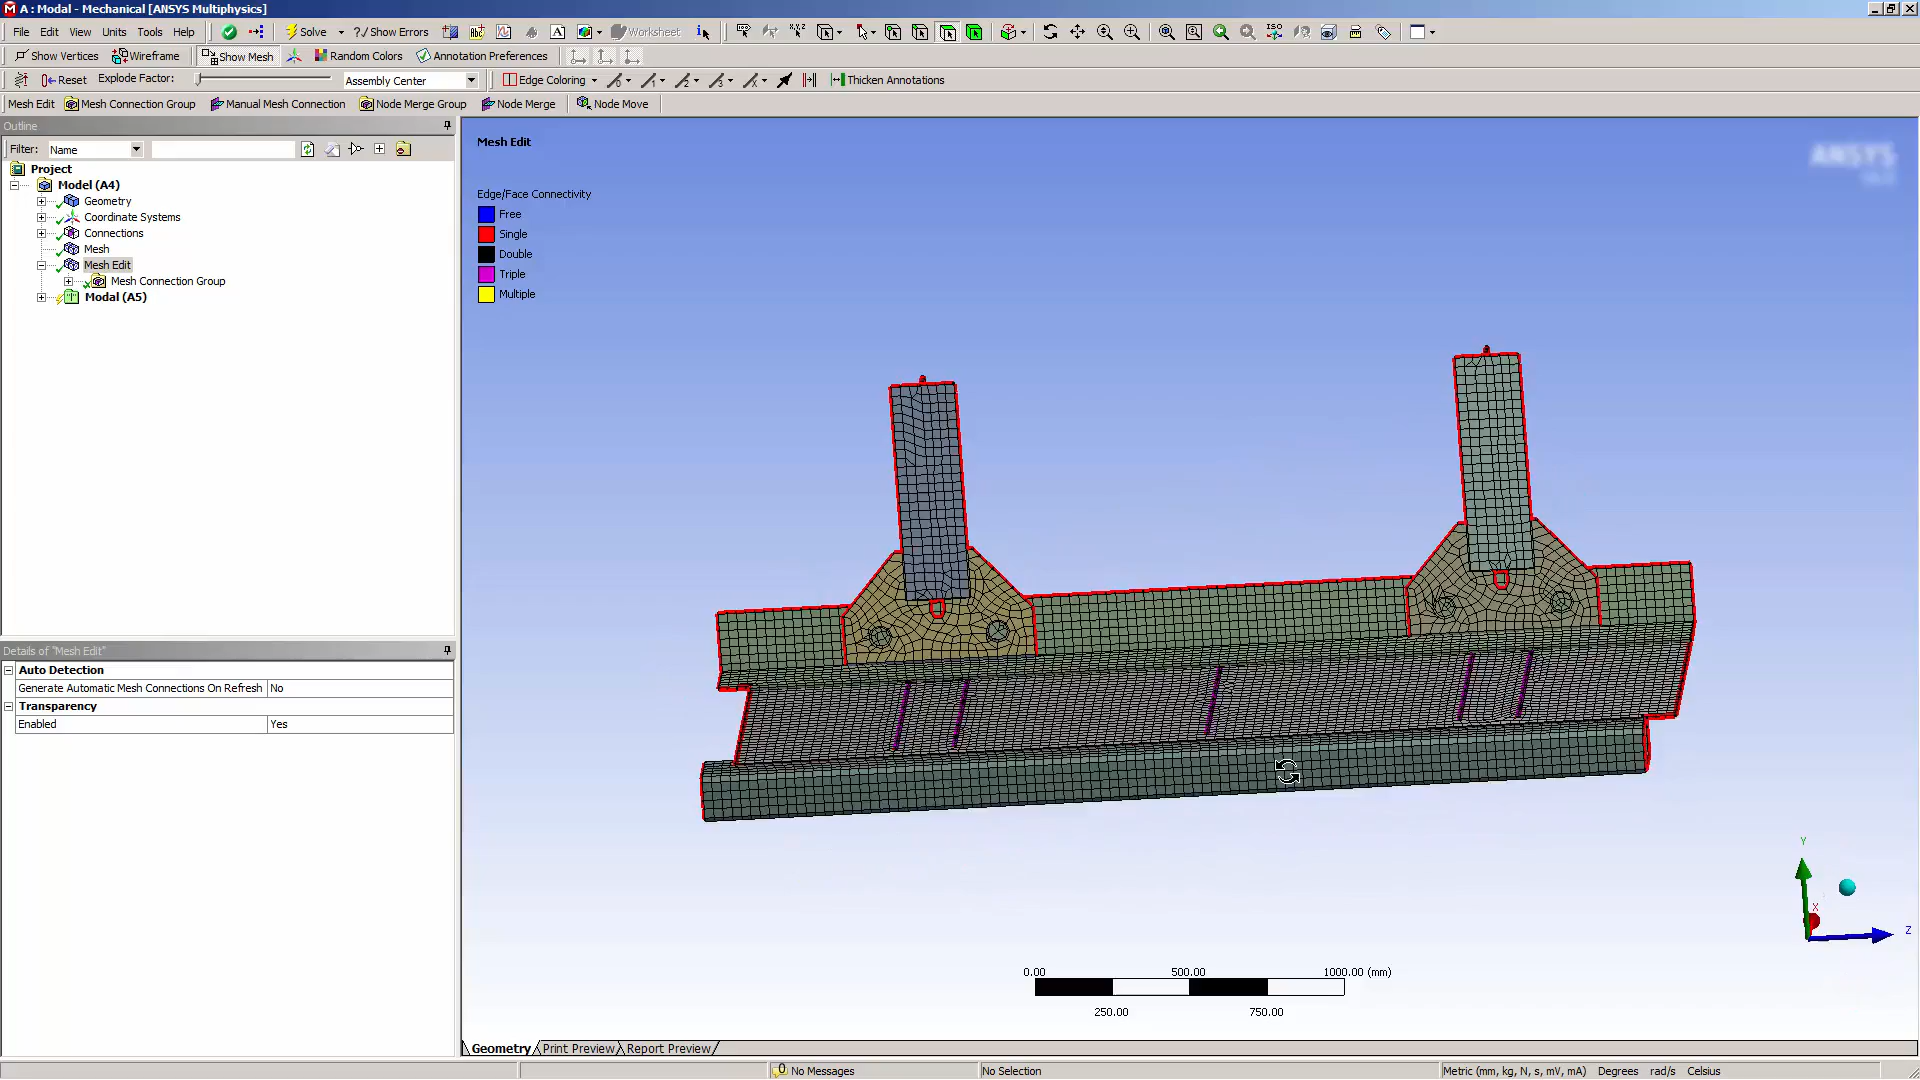 A : Modal - Mechanical [ANSYS Multiphysics]
File Edit View Units Tools Help Solve ?/ Show Errors Worksheet
Show Vertices Wireframe Show Mesh Random Colors Annotation Preferences
Reset Explode Factor: Assembly Center Edge Coloring Thicken Annotations
Mesh Edit Mesh Connection Group Manual Mesh Connection Node Merge Group Node Merge Node Move
Outline
Filter: Name
Project
Model (A4)
Geometry
Coordinate Systems
Connections
Mesh
Mesh Edit
Mesh Connection Group
Modal (A5)
Details of "Mesh Edit"
Auto Detection
Generate Automatic Mesh Connections On Refresh No
Transparency
Enabled Yes
Mesh Edit
Edge/Face Connectivity
Free
Single
Double
Triple
Multiple
ANSYS
Y
X
Z
0.00 500.00 1000.00 (mm)
250.00 750.00
Geometry Print Preview Report Preview
No Messages No Selection Metric (mm, kg, N, s, mV, mA) Degrees rad/s Celsius